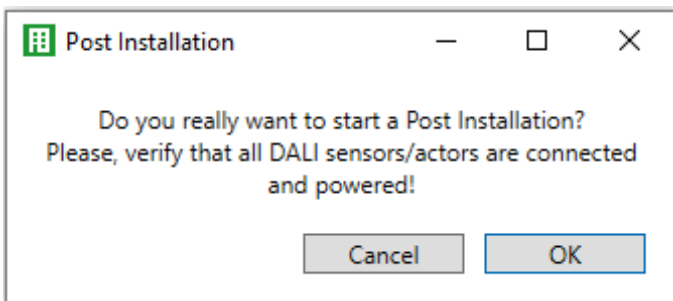 Post Installation
Do you really want to start a Post Installation?
Please, verify that all DALI sensors/actors are connected
and powered!
Cancel OK